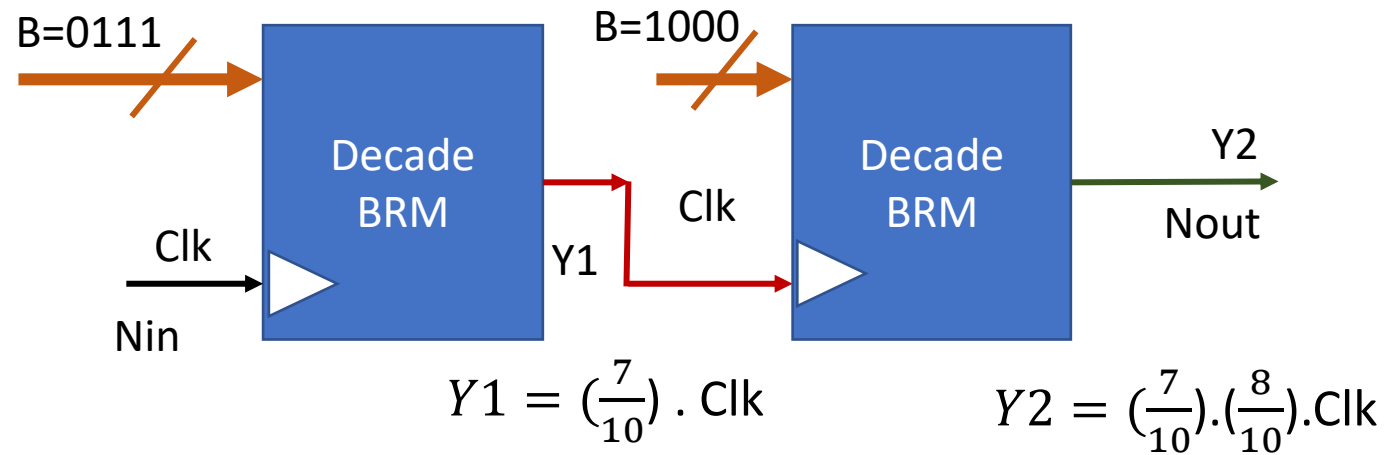 B=0111
B=1000
Decade
BRM
Decade
BRM
Y2
Nout
Clk
Y1
Clk
Nin
Y1 = (7/10) . Clk
Y2 = (7/10).(8/10).Clk